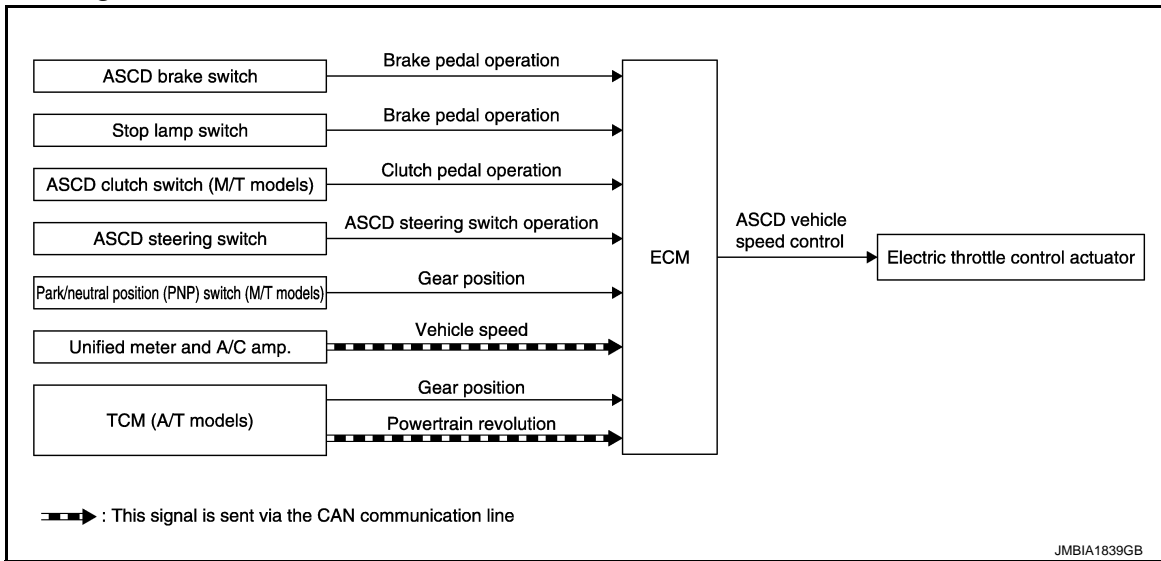 ASCD brake switch
Brake pedal operation
Stop lamp switch
Brake pedal operation
ASCD clutch switch (M/T models)
Clutch pedal operation
ASCD steering switch
ASCD steering switch operation
Park/neutral position (PNP) switch (M/T models)
Gear position
Unified meter and A/C amp.
Vehicle speed
TCM (A/T models)
Gear position
Powertrain revolution
ECM
ASCD vehicle
speed control
Electric throttle control actuator
: This signal is sent via the CAN communication line
JMBIA1839GB